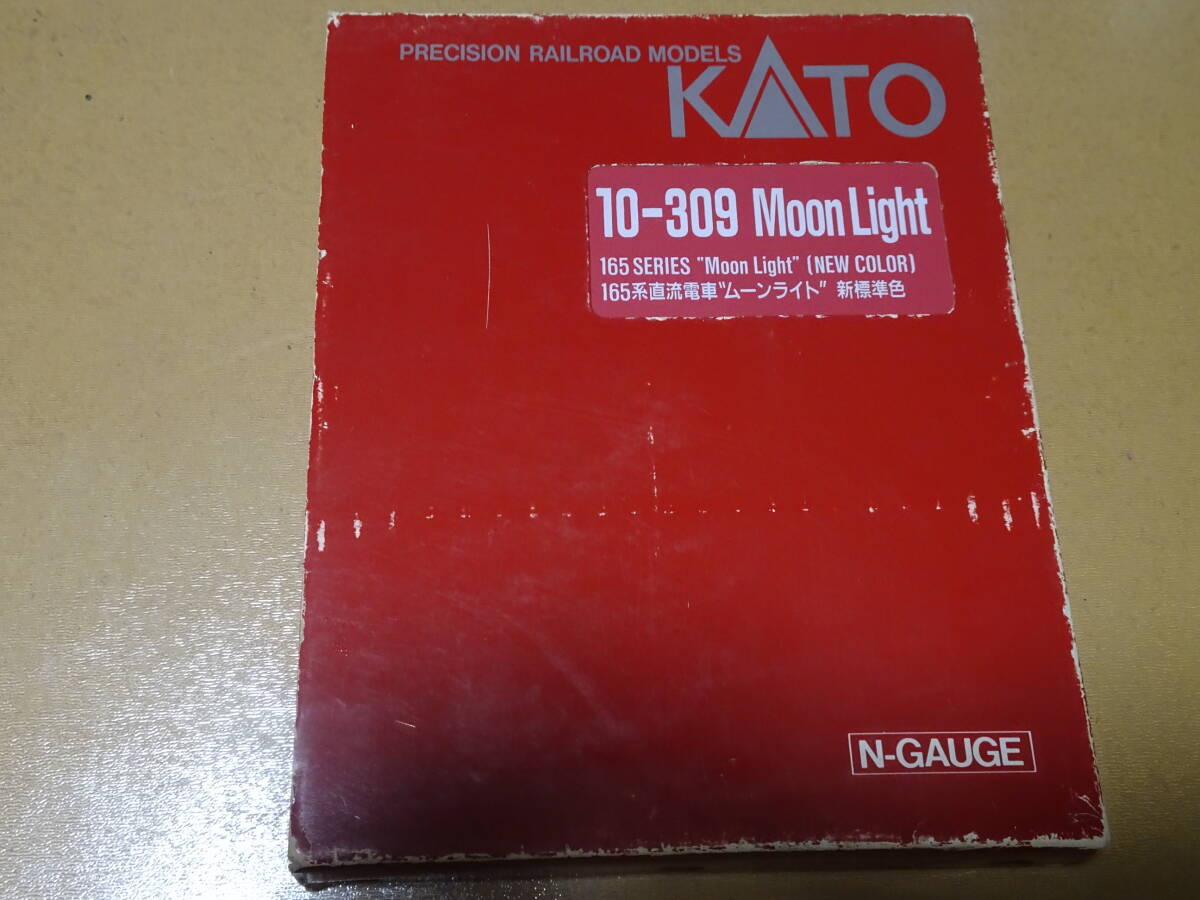 PRECISION RAILROAD MODELS
KATO
10-309 Moon Light
165 SERIES "Moon Light" (NEW COLOR)
165系直流電車"ムーンライト" 新標準色
N-GAUGE